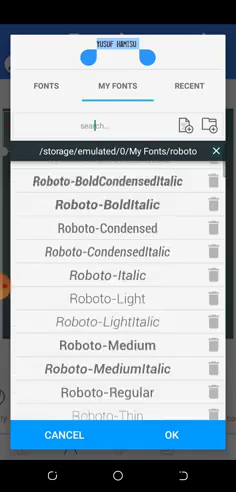 YUSUF HAMISU
FONTS MY FONTS RECENT
search...
/storage/emulated/0/My Fonts/roboto
Roboto-BoldCondensedItalic
Roboto-BoldItalic
Roboto-Condensed
Roboto-CondensedItalic
Roboto-Italic
Roboto-Light
Roboto-LightItalic
Roboto-Medium
Roboto-MediumItalic
Roboto-Regular
Roboto-Thin
CANCEL OK